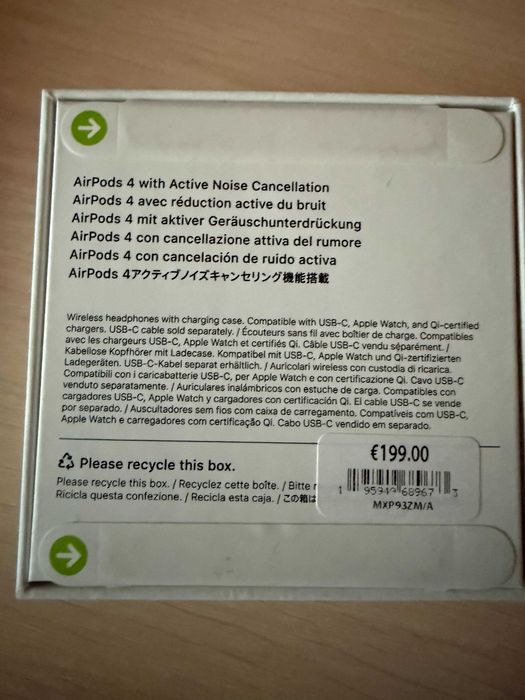 AirPods 4 with Active Noise Cancellation
AirPods 4 avec réduction active du bruit
AirPods 4 mit aktiver Geräuschunterdrückung
AirPods 4 con cancellazione attiva del rumore
AirPods 4 con cancelación de ruido activa
AirPods 4アクティブノイズキャンセリング機能搭載
Wireless headphones with charging case. Compatible with USB-C, Apple Watch, and Qi-certified
chargers. USB-C cable sold separately. / Écouteurs sans fil avec boîtier de charge. Compatibles
avec les chargeurs USB-C, Apple Watch et certifiés Qi. Câble USB-C vendu séparément. /
Kabellose Kopfhörer mit Ladecase. Kompatibel mit USB-C, Apple Watch und Qi-zertifizierten
Ladegeräten. USB-C-Kabel separat erhältlich. / Auricolari wireless con custodia di ricarica.
Compatibili con i caricabatterie USB-C, per Apple Watch e con certificazione Qi. Cavo USB-C
venduto separatamente. / Auriculares inalámbricos con estuche de carga. Compatibles con
cargadores USB-C, Apple Watch y cargadores con certificación Qi. El cable USB-C se vende
por separado. / Auscultadores sem fios com caixa de carregamento. Compatíveis com USB-C,
Apple Watch e carregadores com certificação Qi. Cabo USB-C vendido em separado.
Please recycle this box.
Please recycle this box. / Recyclez cette boîte. / Bitte
Ricicla questa confezione. / Recicla esta caja. / この箱は
€199.00
1 95949 68967 3
MXP93ZM/A